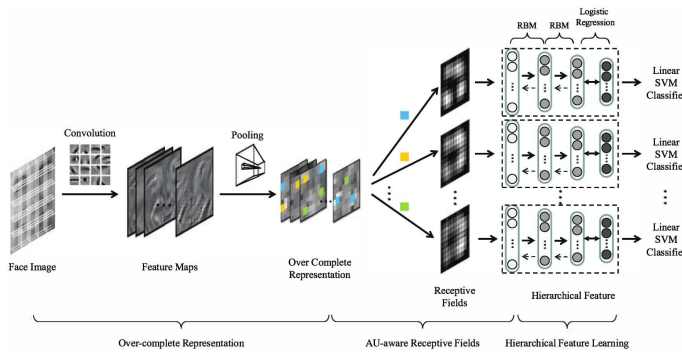 RBM
RBM
Logistic
Regression
Convolution
Pooling
Linear
SVM
Classifie
Linear
SVM
Classifie
Linear
SVM
Classifie
Face Image
Feature Maps
Over Complete
Representation
Receptive
Fields
Hierarchical Feature
Over-complete Representation
AU-aware Receptive Fields
Hierarchical Feature Learning